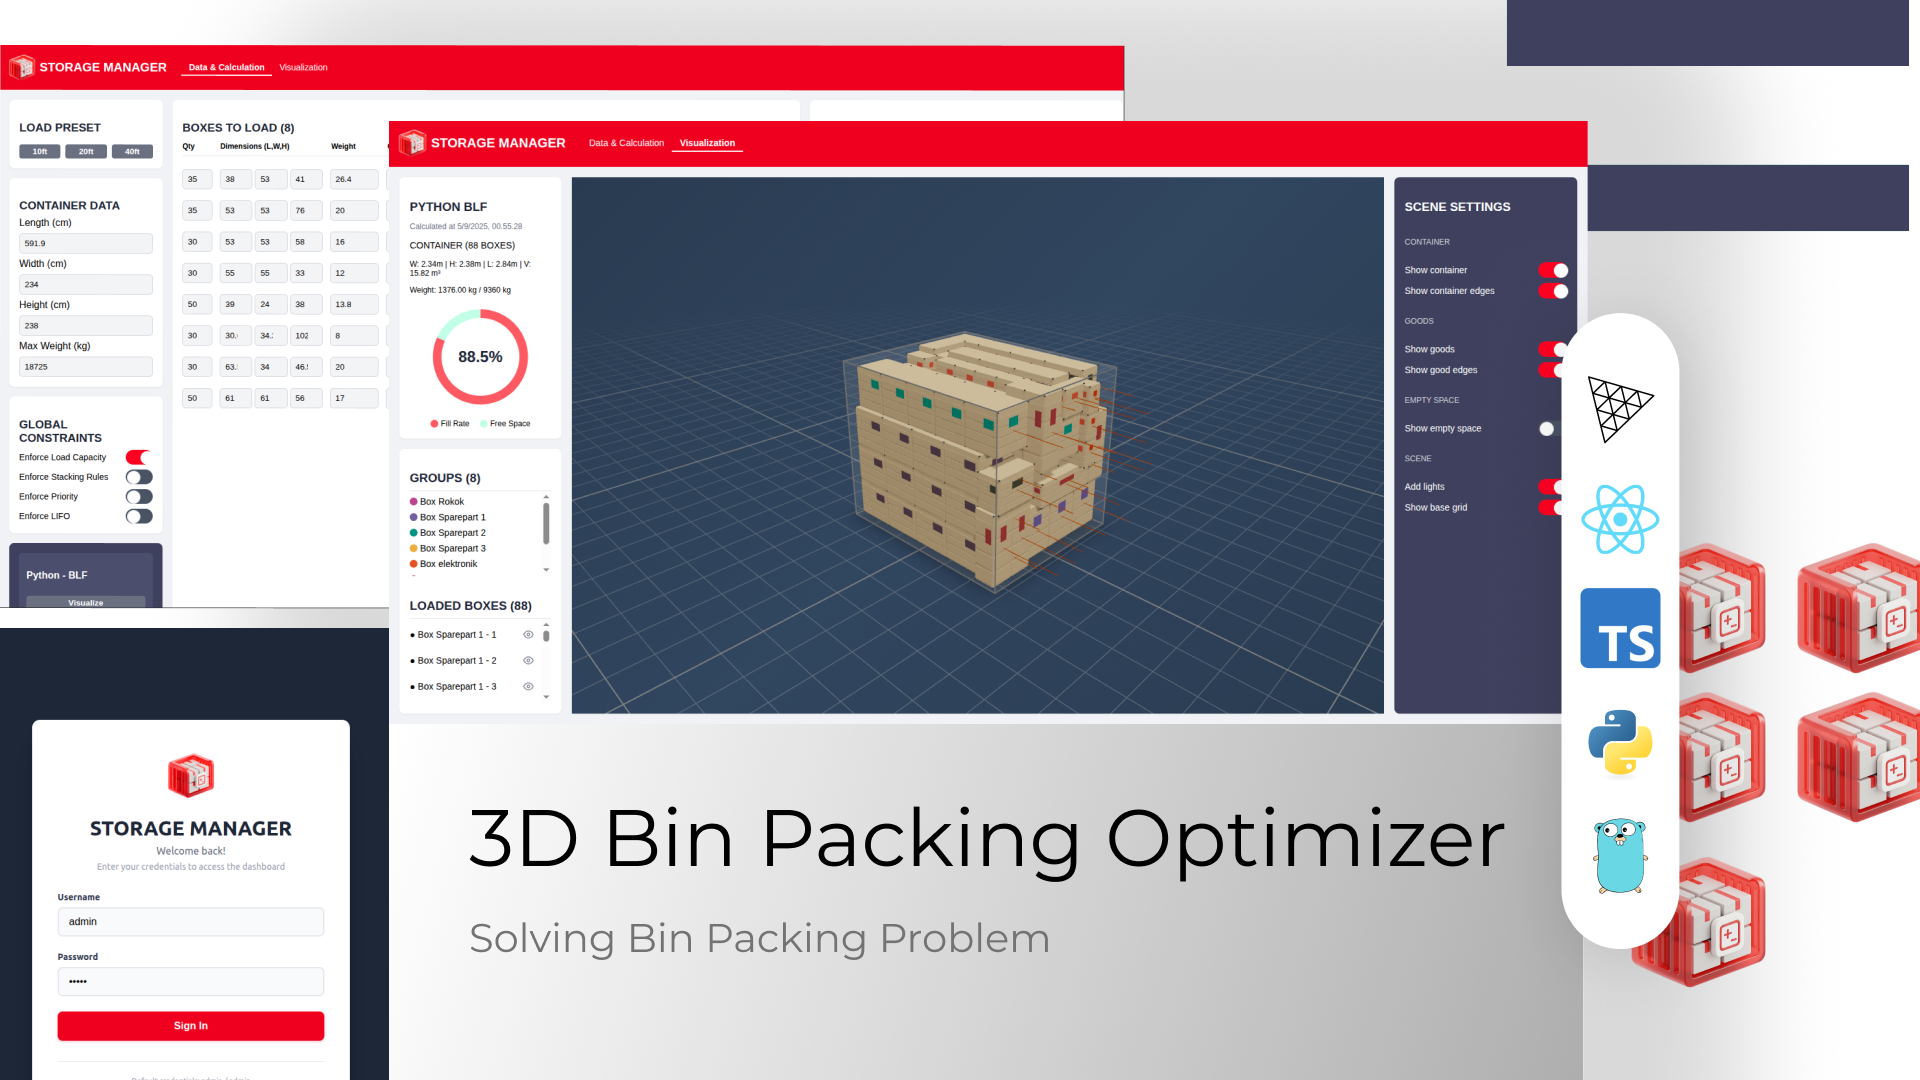 STORAGE MANAGER
Data & Calculation
Visualization
LOAD PRESET
10ft 20ft 40ft
CONTAINER DATA
Length (cm)
591.9
Width (cm)
234
Height (cm)
238
Max Weight (kg)
18725
GLOBAL
CONSTRAINTS
Enforce Load Capacity
Enforce Stacking Rules
Enforce Priority
Enforce LIFO
Python - BLF
Visualize
BOXES TO LOAD (8)
Qty Dimensions (L,W,H) Weight
35 38 53 41 26.4
35 53 53 76 20
30 53 53 58 16
30 55 55 33 12
50 39 24 38 13.8
30 30. 34. 102 8
30 63. 34 46. 20
50 61 61 56 17
STORAGE MANAGER
Data & Calculation
Visualization
PYTHON BLF
Calculated at 5/9/2025, 00.55.28
CONTAINER (88 BOXES)
W: 2.34m | H: 2.38m | L: 2.84m | V:
15.82 m³
Weight: 1376.00 kg / 9360 kg
88.5%
Fill Rate Free Space
GROUPS (8)
Box Rokok
Box Sparepart 1
Box Sparepart 2
Box Sparepart 3
Box elektronik
LOADED BOXES (88)
Box Sparepart 1 - 1
Box Sparepart 1 - 2
Box Sparepart 1 - 3
SCENE SETTINGS
CONTAINER
Show container
Show container edges
GOODS
Show goods
Show good edges
EMPTY SPACE
Show empty space
SCENE
Add lights
Show base grid
TS
STORAGE MANAGER
Welcome back!
Enter your credentials to access the dashboard
Username
admin
Password
•••••
Sign In
3D Bin Packing Optimizer
Solving Bin Packing Problem